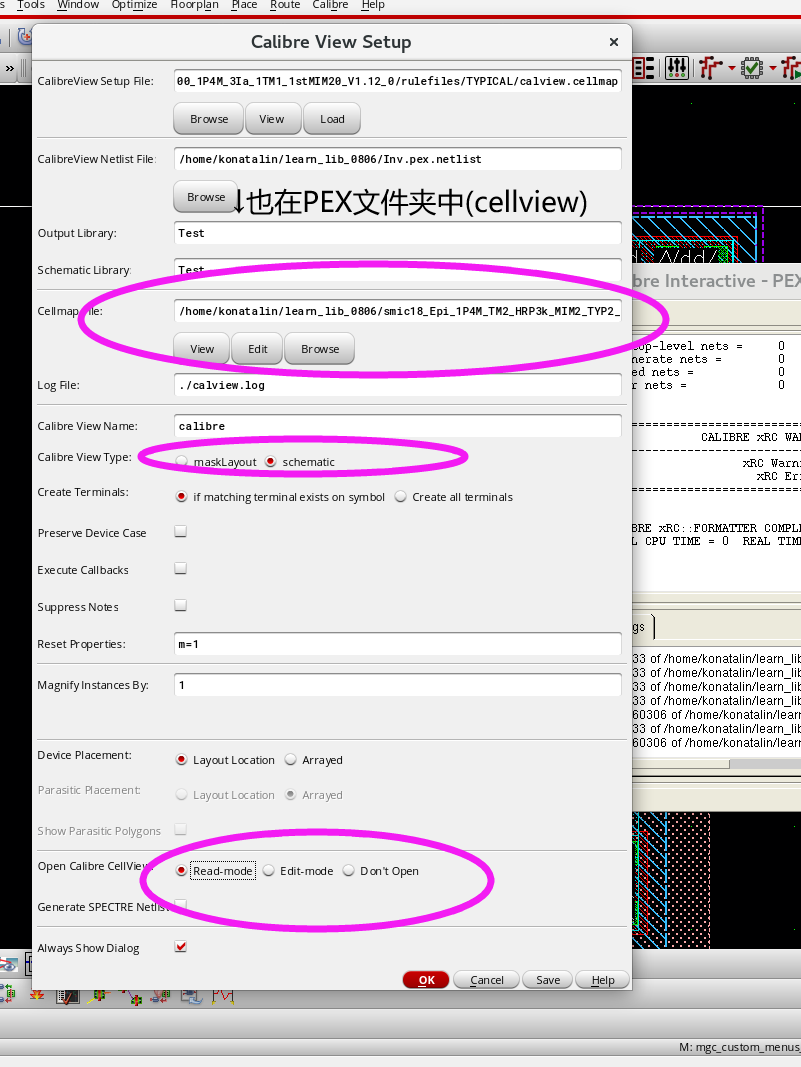 Tools Window Optimize Floorplan Place Route Calibre Help
Calibre View Setup
CalibreView Setup File: 00_1P4M_3Ia_1TM1_1stMIM20_V1.12_0/rulefiles/TYPICAL/calview.cellmap
Browse View Load
CalibreView Netlist File: /home/konatalin/learn_lib_0806/Inv.pex.netlist
Browse ↓也在PEX文件夹中(cellview)
Output Library: Test
Schematic Library: Test
Cellmap File: /home/konatalin/learn_lib_0806/smic18_Epi_1P4M_TM2_HRP3k_MIM2_TYP2_
View Edit Browse
Log File: ./calview.log
Calibre View Name: calibre
Calibre View Type: maskLayout schematic
Create Terminals: if matching terminal exists on symbol Create all terminals
Preserve Device Case
Execute Callbacks
Suppress Notes
Reset Properties: m=1
Magnify Instances By: 1
Device Placement: Layout Location Arrayed
Parasitic Placement: Layout Location Arrayed
Show Parasitic Polygons
Open Calibre CellView: Read-mode Edit-mode Don't Open
Generate SPECTRE Netlist
Always Show Dialog
OK Cancel Save Help
/Vdd/
bre Interactive - PEX
op-level nets = 0
nerate nets = 0
ed nets = 0
r nets = 0
CALIBRE xRC WAR
xRC Warni
xRC Err
BRE xRC::FORMATTER COMPLE
L CPU TIME = 0 REAL TIME
gs
33 of /home/konatalin/learn_lib
33 of /home/konatalin/learn_lib
33 of /home/konatalin/learn_lib
33 of /home/konatalin/learn_lib
60306 of /home/konatalin/learn
33 of /home/konatalin/learn_lib
60306 of /home/konatalin/learn
M: mgc_custom_menus_